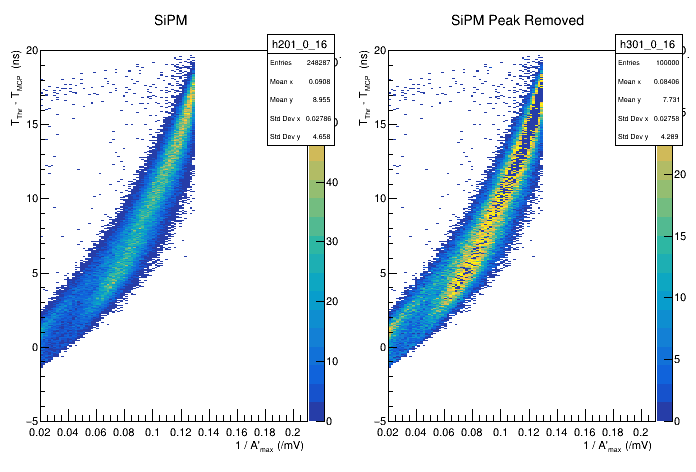 SiPM
T_Thr - T_MCP (ns)
20
15
10
5
0
−5
0.02 0.04 0.06 0.08 0.1 0.12 0.14 0.16 0.18 0.2
1 / A'_max (/mV)
h201_0_16
Entries 248287
Mean x 0.0908
Mean y 8.955
Std Dev x 0.02786
Std Dev y 4.658
40
30
20
10
0
SiPM Peak Removed
T_Thr - T_MCP (ns)
20
15
10
5
0
−5
0.02 0.04 0.06 0.08 0.1 0.12 0.14 0.16 0.18 0.2
1 / A'_max (/mV)
h301_0_16
Entries 100000
Mean x 0.08406
Mean y 7.731
Std Dev x 0.02758
Std Dev y 4.289
20
15
10
5
0